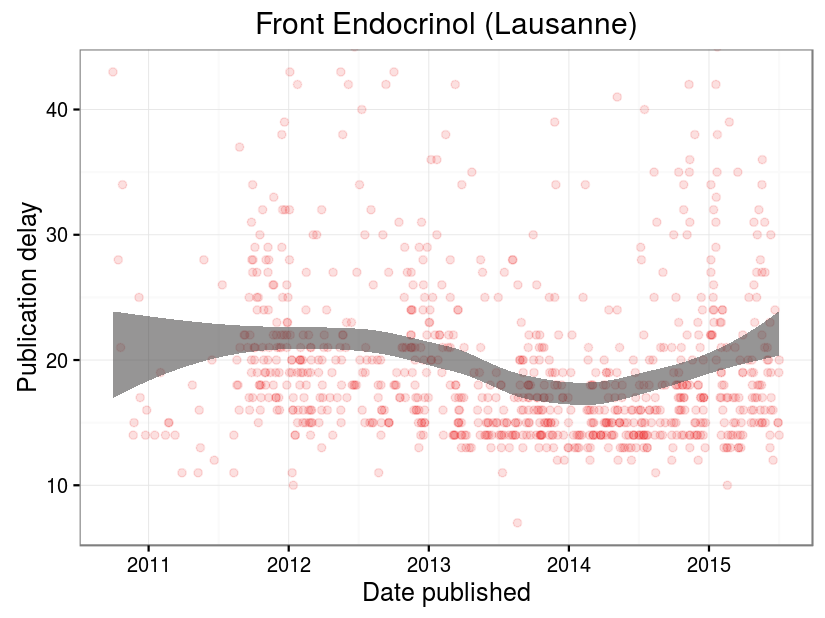 Front Endocrinol (Lausanne)
Publication delay
40
30
20
10
2011 2012 2013 2014 2015
Date published